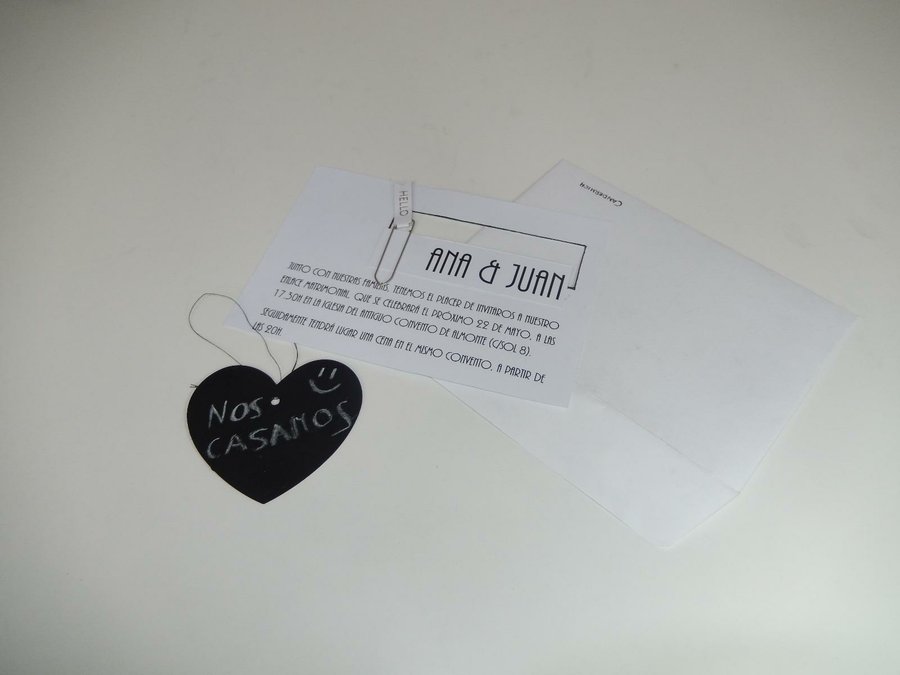 HELLO
ANA & JUAN
JUNTO CON NUESTRAS FAMILIAS, TENEMOS EL PLACER DE INVITAROS A NUESTRO
ENLACE MATRIMONIAL, QUE SE CELEBRARÁ EL PRÓXIMO 22 DE MAYO, A LAS
17.30H EN LA IGLESIA DEL ANTIGUO CONVENTO DE ALMONTE (C/SOL 8).
SEGUIDAMENTE TENDRÁ LUGAR UNA CENA EN EL MISMO CONVENTO, A PARTIR DE
LAS 20H.
NOS
CASAMOS